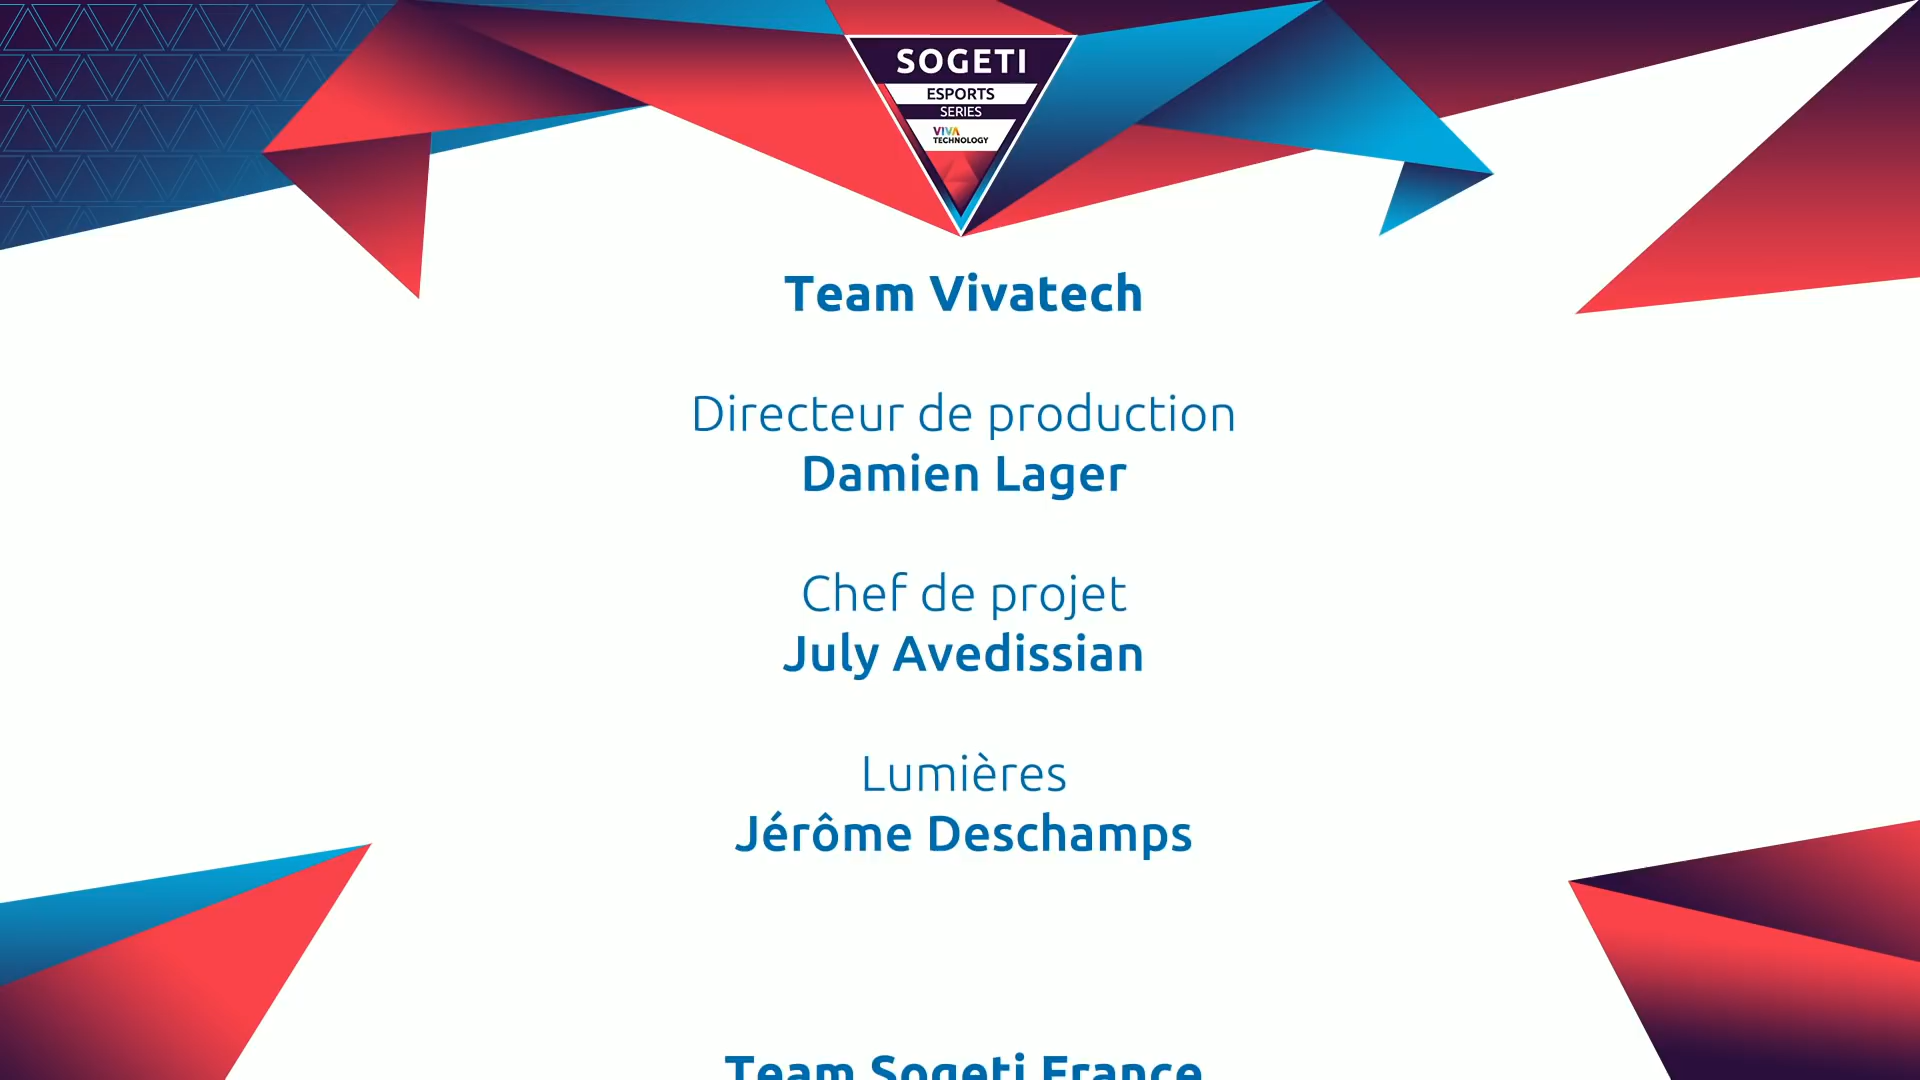 SOGETI
ESPORTS
SERIES
VIVA
TECHNOLOGY
Team Vivatech
Directeur de production
Damien Lager
Chef de projet
July Avedissian
Lumières
Jérôme Deschamps
Team Sogeti France